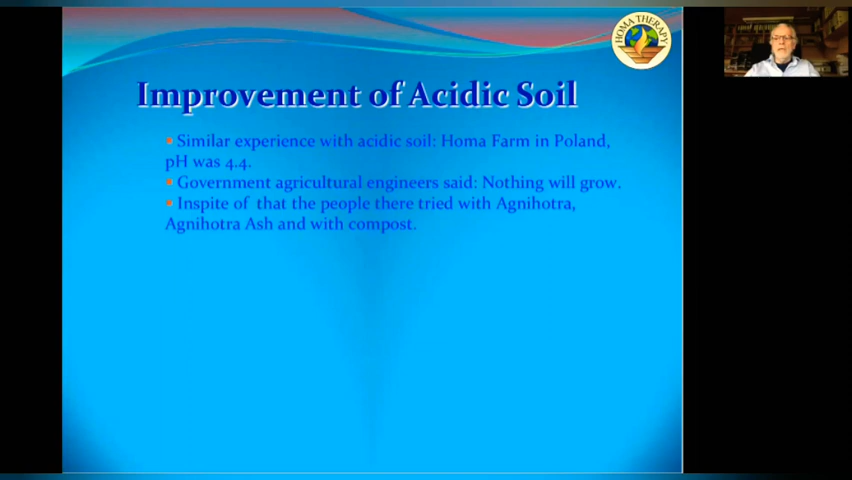 HOMA THERAPY
Improvement of Acidic Soil
Similar experience with acidic soil: Homa Farm in Poland,
pH was 4.4.
Government agricultural engineers said: Nothing will grow.
Inspite of that the people there tried with Agnihotra,
Agnihotra Ash and with compost.